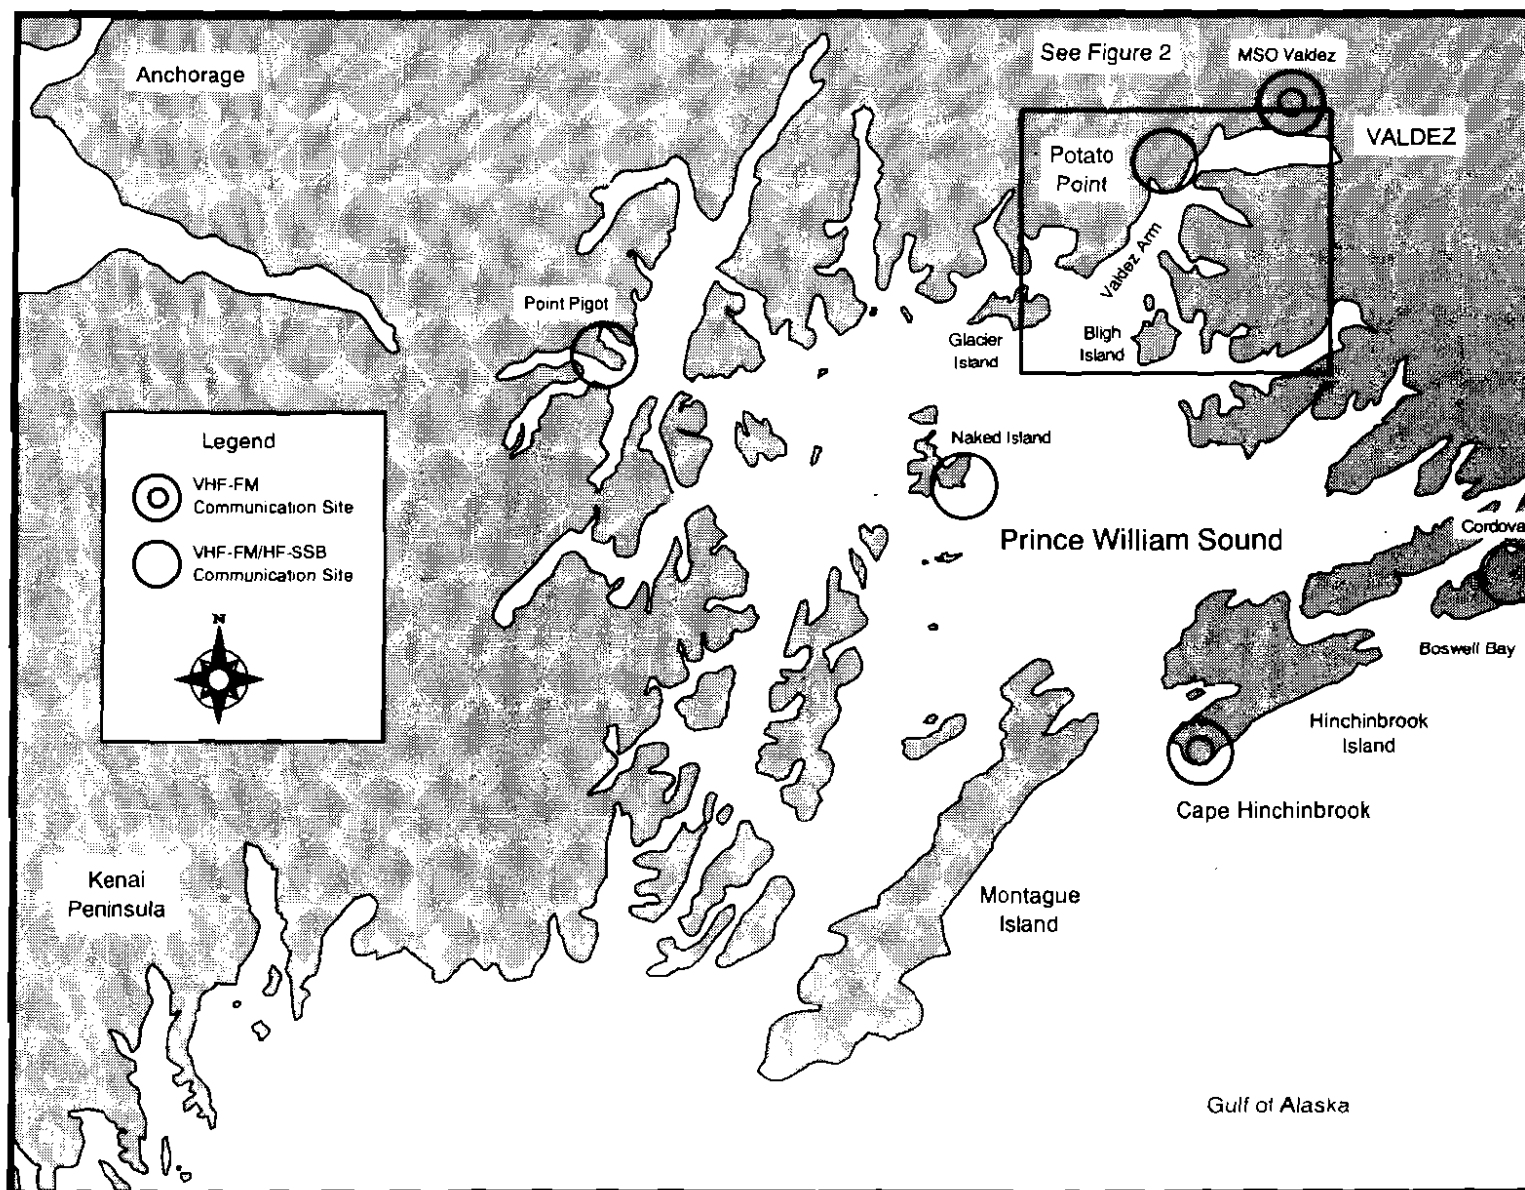 Anchorage
See Figure 2
MSO Valdez
VALDEZ
Potato
Point
Valdez Arm
Point Pigot
Glacier
Island
Bligh
Island
Legend
VHF-FM
Communication Site
VHF-FM/HF-SSB
Communication Site
N
Naked Island
Prince William Sound
Cordova
Boswell Bay
Hinchinbrook
Island
Cape Hinchinbrook
Kenai
Peninsula
Montague
Island
Gulf of Alaska